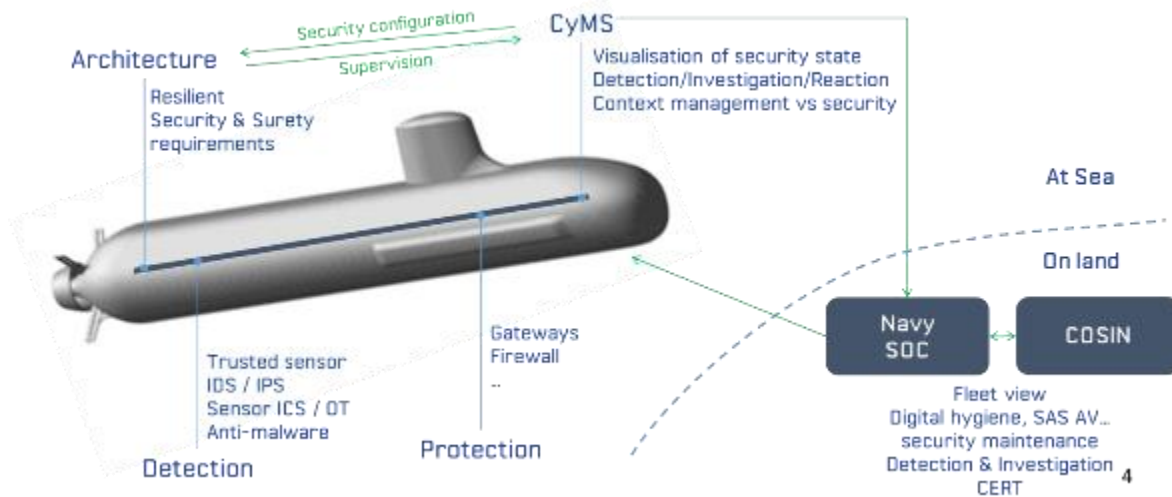 Security configuration
CyMS
Architecture
Supervision
Visualisation of security state
Detection/Investigation/Reaction
Context management vs security
Resilient
Security & Surety
requirements
At Sea
On land
Navy
SOC
COSIN
Gateways
Firewall
..
Trusted sensor
IDS / IPS
Sensor ICS / OT
Anti-malware
Protection
Detection
Fleet view
Digital hygiene, SAS AV...
security maintenance
Detection & Investigation
CERT
4